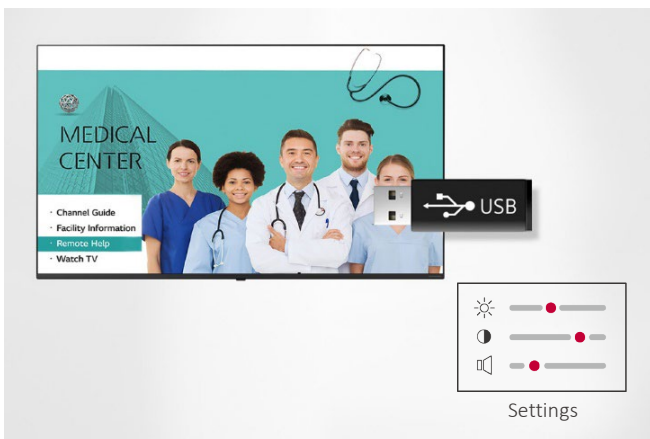 MEDICAL
CENTER
· Channel Guide
· Facility Information
· Remote Help
· Watch TV
USB
Settings